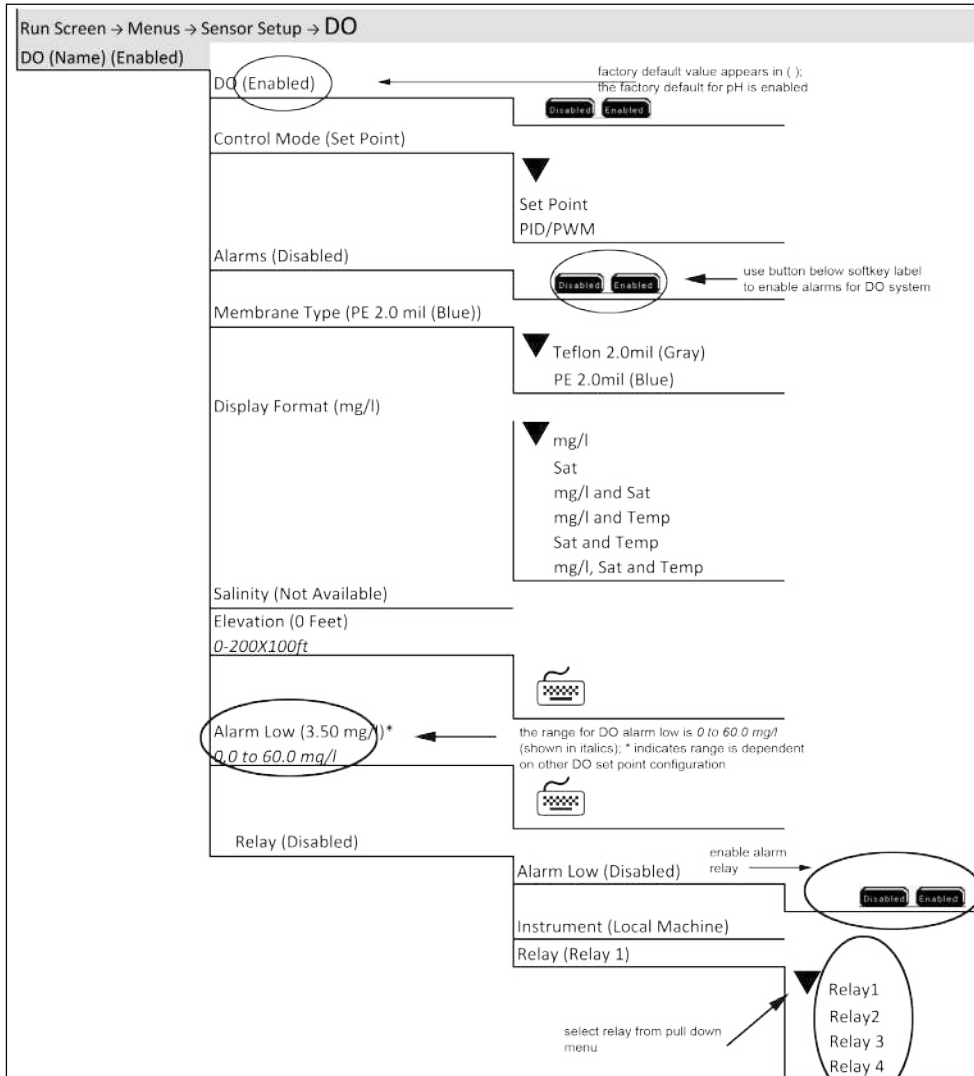 Run Screen → Menus → Sensor Setup → DO
DO (Name) (Enabled)
DO (Enabled)
factory default value appears in ( );
the factory default for pH is enabled
Disabled Enabled
Control Mode (Set Point)
Set Point
PID/PWM
Alarms (Disabled)
Disabled Enabled
use button below softkey label
to enable alarms for DO system
Membrane Type (PE 2.0 mil (Blue))
Teflon 2.0mil (Gray)
PE 2.0mil (Blue)
Display Format (mg/l)
mg/l
Sat
mg/l and Sat
mg/l and Temp
Sat and Temp
mg/l, Sat and Temp
Salinity (Not Available)
Elevation (0 Feet)
0-200X100ft
Alarm Low (3.50 mg/l)*
0.0 to 60.0 mg/l
the range for DO alarm low is 0 to 60.0 mg/l
(shown in italics); * indicates range is dependent
on other DO set point configuration
Relay (Disabled)
Alarm Low (Disabled)
enable alarm
relay
Disabled Enabled
Instrument (Local Machine)
Relay (Relay 1)
Relay1
Relay2
Relay 3
Relay 4
select relay from pull down
menu